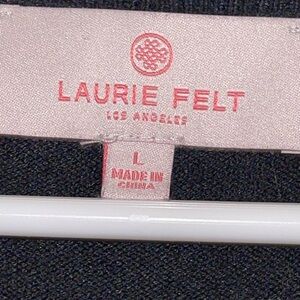 LAURIE FELT
LOS ANGELES
L
MADE IN
CHINA